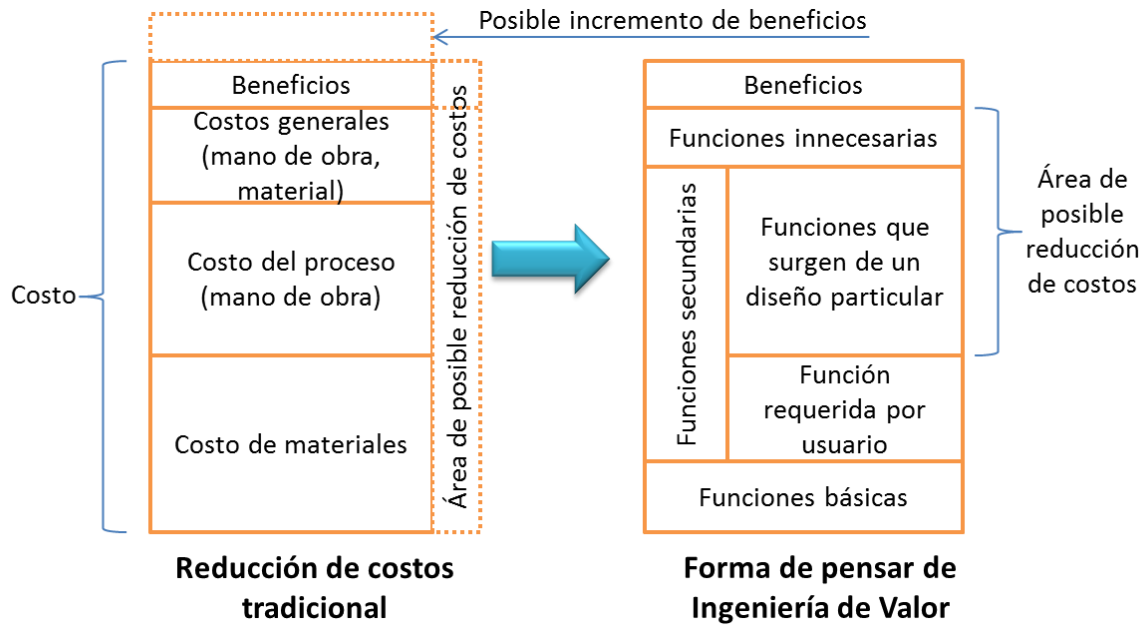 Posible incremento de beneficios
Beneficios
Costos generales
(mano de obra,
material)
Costo del proceso
(mano de obra)
Costo de materiales
Costo
Área de posible reducción de costos
Reducción de costos
tradicional
Beneficios
Funciones innecesarias
Funciones secundarias
Funciones que
surgen de un
diseño particular
Función
requerida por
usuario
Funciones básicas
Área de
posible
reducción
de costos
Forma de pensar de
Ingeniería de Valor